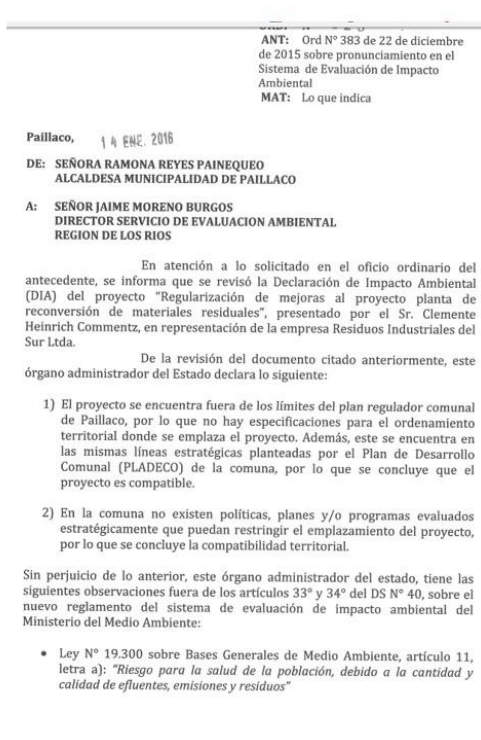 ANT: Ord N° 383 de 22 de diciembre
de 2015 sobre pronunciamiento en el
Sistema de Evaluación de Impacto
Ambiental
MAT: Lo que indica
Paillaco, 14 ENE. 2016
DE: SEÑORA RAMONA REYES PAINEQUEO
ALCALDESA MUNICIPALIDAD DE PAILLACO
A: SEÑOR JAIME MORENO BURGOS
DIRECTOR SERVICIO DE EVALUACION AMBIENTAL
REGION DE LOS RIOS
En atención a lo solicitado en el oficio ordinario del
antecedente, se informa que se revisó la Declaración de Impacto Ambiental
(DIA) del proyecto "Regularización de mejoras al proyecto planta de
reconversión de materiales residuales", presentado por el Sr. Clemente
Heinrich Commentz, en representación de la empresa Residuos Industriales del
Sur Ltda.
De la revisión del documento citado anteriormente, este
órgano administrador del Estado declara lo siguiente:
1) El proyecto se encuentra fuera de los límites del plan regulador comunal
de Paillaco, por lo que no hay especificaciones para el ordenamiento
territorial donde se emplaza el proyecto. Además, este se encuentra en
las mismas líneas estratégicas planteadas por el Plan de Desarrollo
Comunal (PLADECO) de la comuna, por lo que se concluye que el
proyecto es compatible.
2) En la comuna no existen políticas, planes y/o programas evaluados
estratégicamente que puedan restringir el emplazamiento del proyecto,
por lo que se concluye la compatibilidad territorial.
Sin perjuicio de lo anterior, este órgano administrador del estado, tiene las
siguientes observaciones fuera de los artículos 33° y 34° del DS N° 40, sobre el
nuevo reglamento del sistema de evaluación de impacto ambiental del
Ministerio del Medio Ambiente:
• Ley N° 19.300 sobre Bases Generales de Medio Ambiente, artículo 11,
letra a): "Riesgo para la salud de la población, debido a la cantidad y
calidad de efluentes, emisiones y residuos"